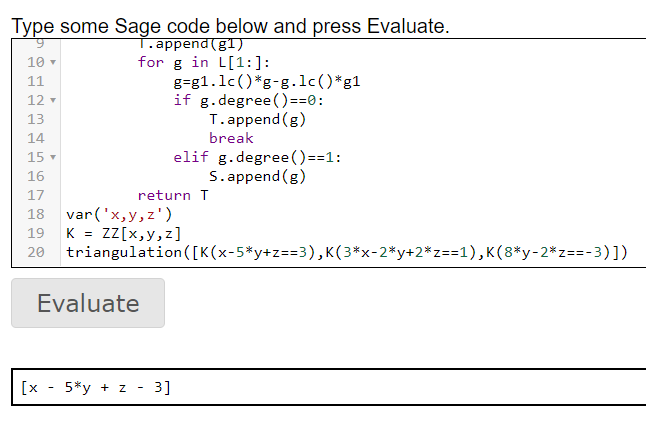 Type some Sage code below and press Evaluate.
9 T.append(g1)
10 for g in L[1:]:
11 g=g1.lc()*g-g.lc()*g1
12 if g.degree()==0:
13 T.append(g)
14 break
15 elif g.degree()==1:
16 S.append(g)
17 return T
18 var('x,y,z')
19 K = ZZ[x,y,z]
20 triangulation([K(x-5*y+z==3),K(3*x-2*y+2*z==1),K(8*y-2*z==-3)])
Evaluate
[x - 5*y + z - 3]